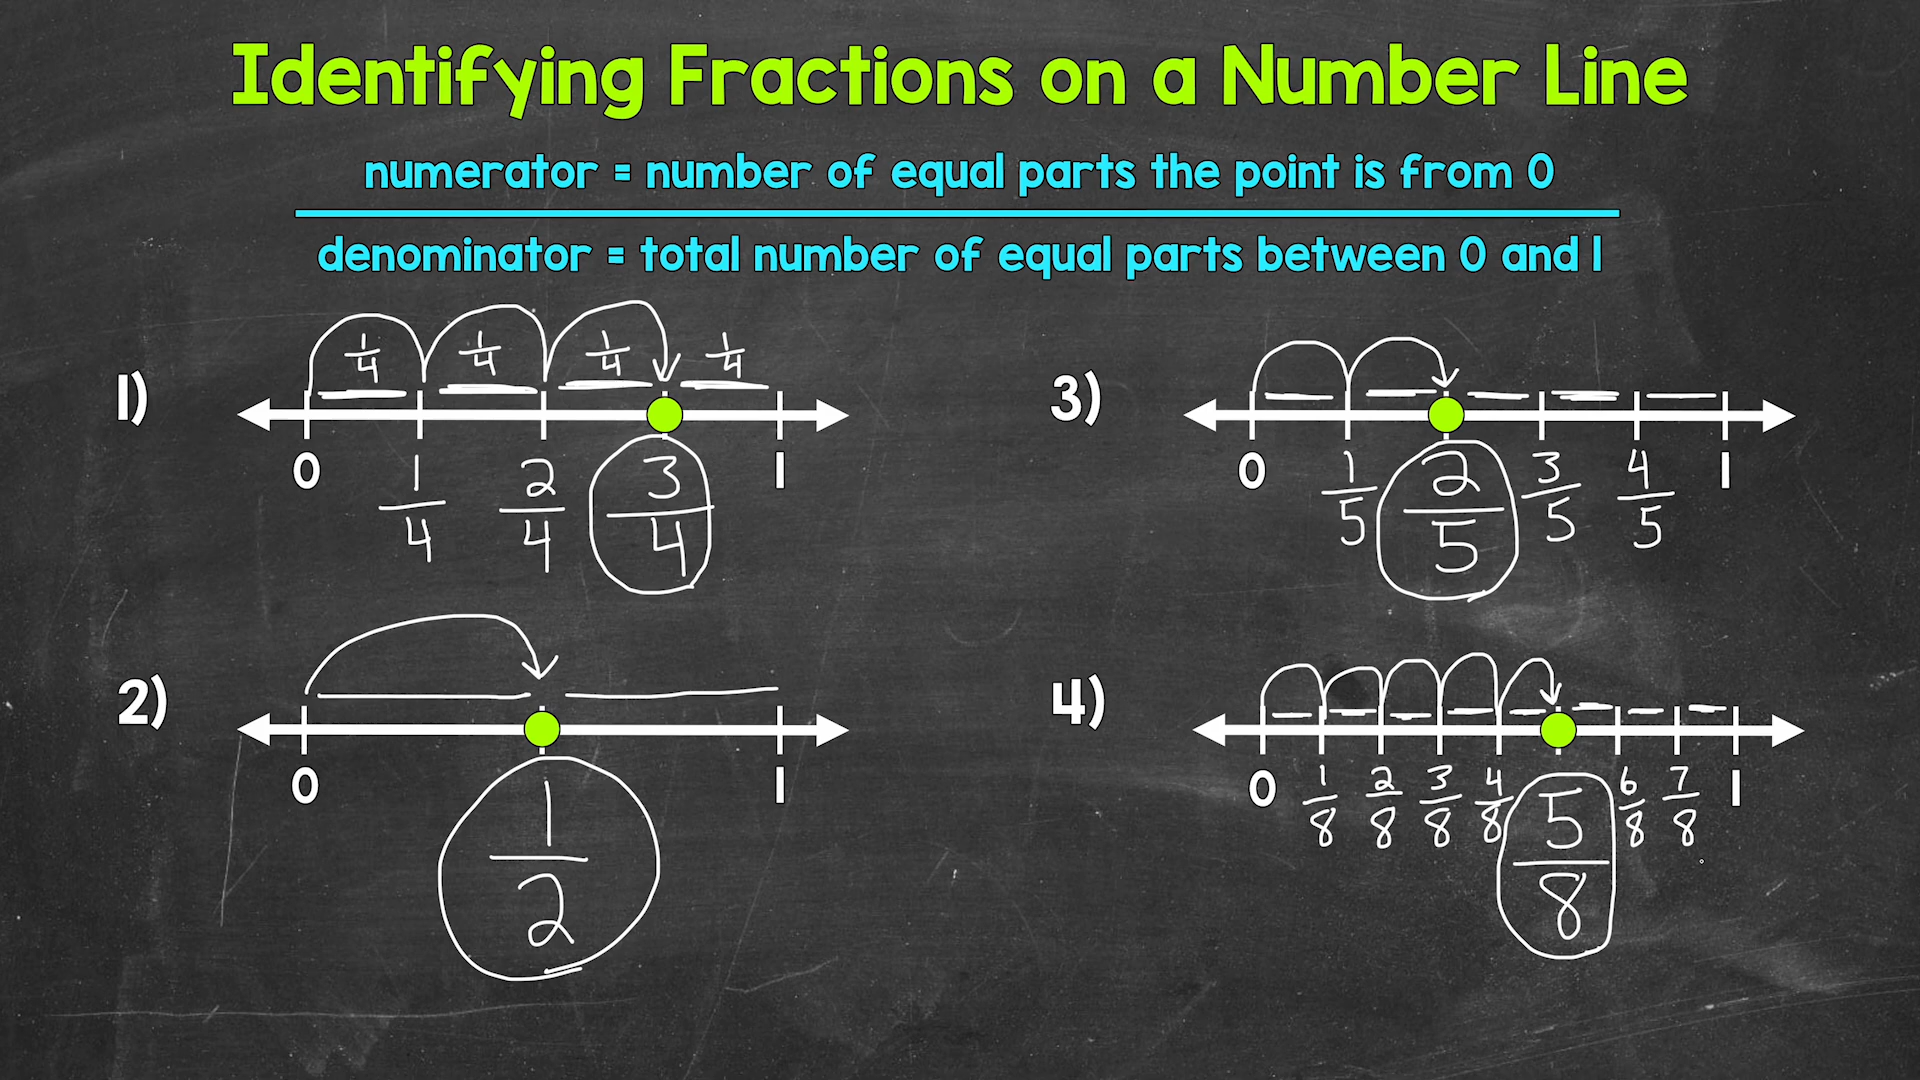 Identifying Fractions on a Number Line
numerator = number of equal parts the point is from 0
denominator = total number of equal parts between 0 and 1
1)
1/4 1/4 1/4 1/4
0 1/4 2/4 3/4 1
2)
0 1/2 1
3)
0 1/5 2/5 3/5 4/5 1
4)
0 1/8 2/8 3/8 4/8 5/8 6/8 7/8 1